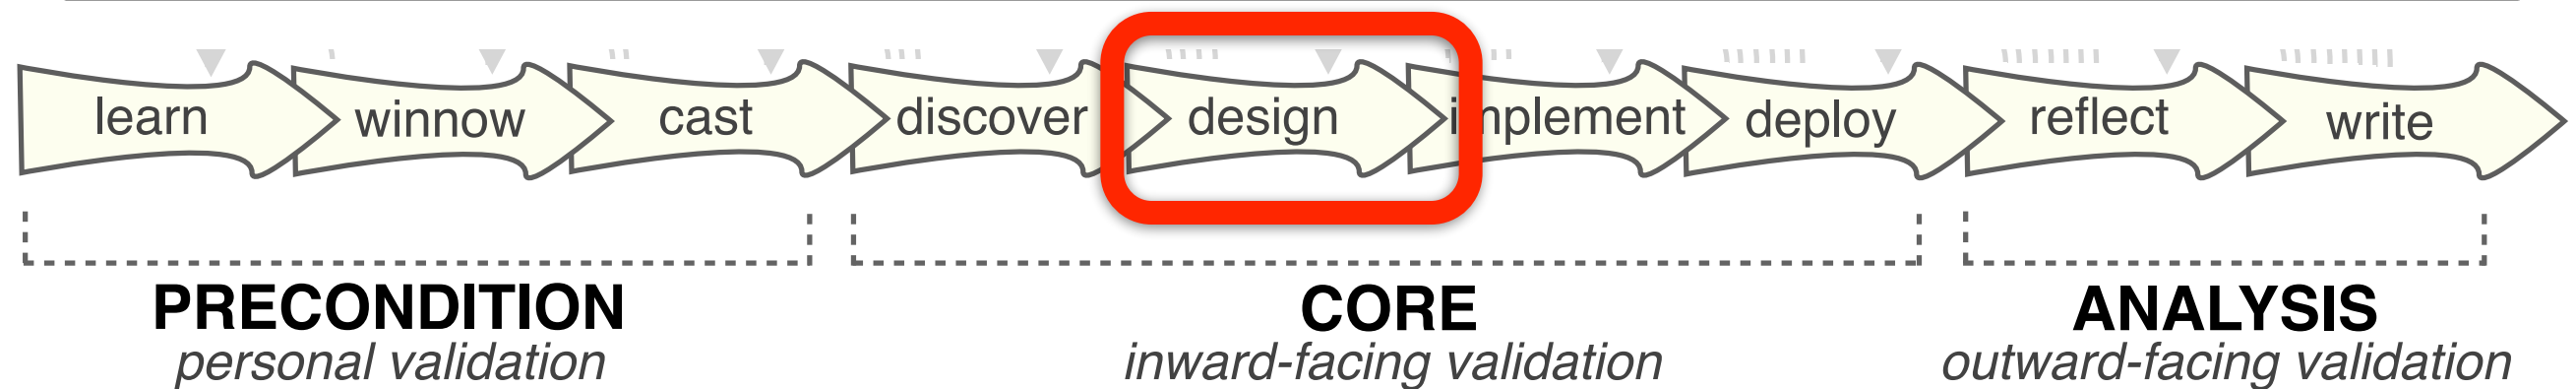 learn winnow cast discover design implement deploy reflect write
PRECONDITION CORE ANALYSIS
personal validation inward-facing validation outward-facing validation